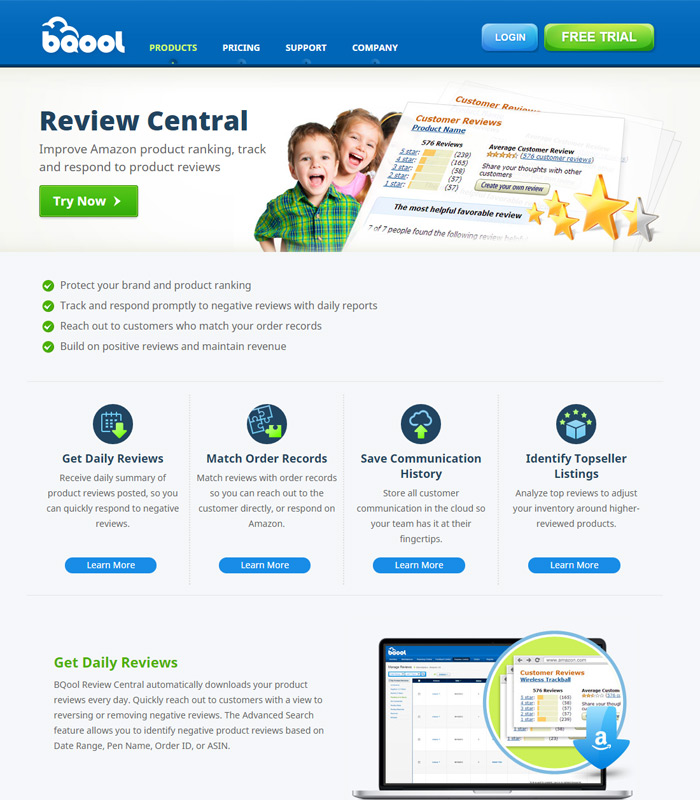 bqool
PRODUCTS
PRICING
SUPPORT
COMPANY
LOGIN
FREE TRIAL
Review Central
Improve Amazon product ranking, track
and respond to product reviews
Try Now
Customer Reviews
Customer Reviews
Product Name
576 Reviews
5 star: (239)
4 star: (165)
3 star: (58)
2 star: (57)
1 star: (57)
Average Customer Review
(576 customer reviews)
Share your thoughts with other
customers
Create your own review
The most helpful favorable review
7 of 7 people found the following review
Protect your brand and product ranking
Track and respond promptly to negative reviews with daily reports
Reach out to customers who match your order records
Build on positive reviews and maintain revenue
Get Daily Reviews
Receive daily summary of
product reviews posted, so you
can quickly respond to negative
reviews.
Learn More
Match Order Records
Match reviews with order records
so you can reach out to the
customer directly, or respond on
Amazon.
Learn More
Save Communication
History
Store all customer
communication in the cloud so
your team has it at their
fingertips.
Learn More
Identify Topseller
Listings
Analyze top reviews to adjust
your inventory around higher-
reviewed products.
Learn More
Get Daily Reviews
BQool Review Central automatically downloads your product
reviews every day. Quickly reach out to customers with a view to
reversing or removing negative reviews. The Advanced Search
feature allows you to identify negative product reviews based on
Date Range, Pen Name, Order ID, or ASIN.
bqool
Manage Reviews
www.amazon.com
Customer Reviews
Wireless Trackball
576 Reviews
5 star: (165)
4 star: (58)
3 star: (57)
2 star: (57)
1 star: (239)
Average Custom
(576
Share your though
customers
a